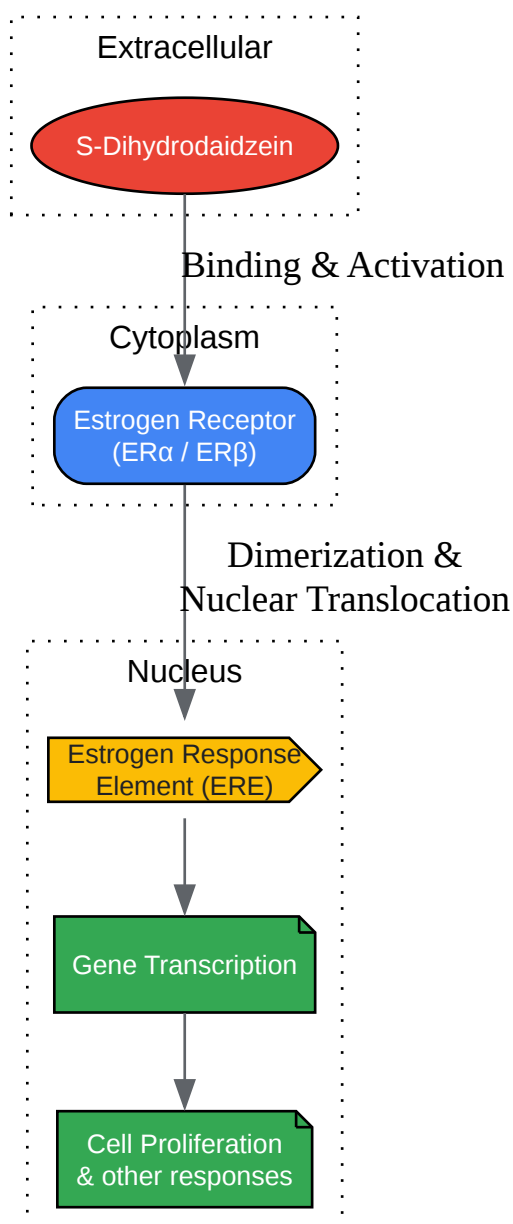 Extracellular
S-Dihydrodaidzein
Binding & Activation
Cytoplasm
Estrogen Receptor
(ERα / ERβ)
Dimerization &
Nuclear Translocation
Nucleus
Estrogen Response
Element (ERE)
Gene Transcription
Cell Proliferation
& other responses